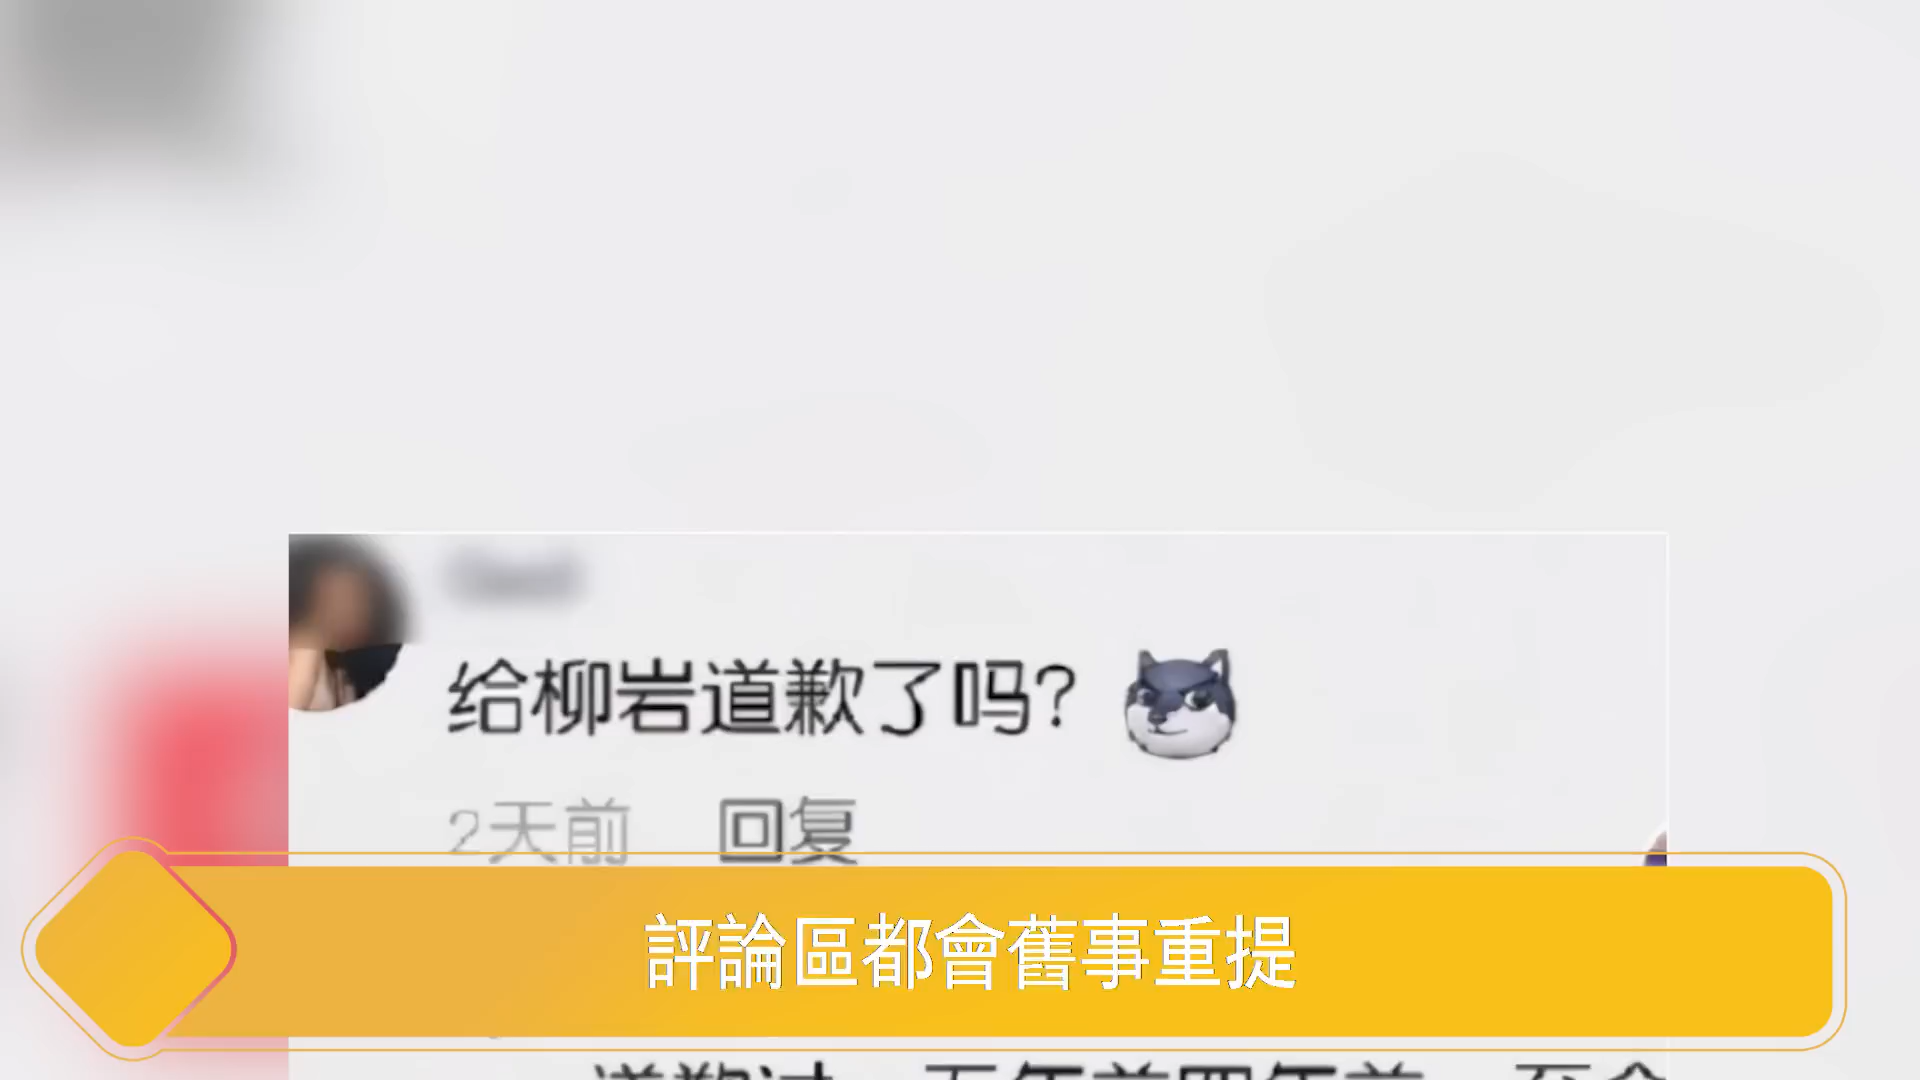 给柳岩道歉了吗？
2天前 回复
評論區都會舊事重提